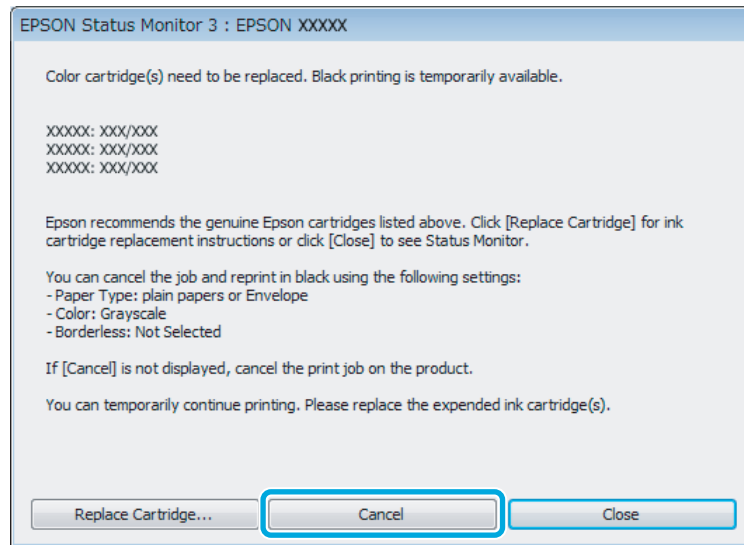 EPSON Status Monitor 3 : EPSON XXXXX
Color cartridge(s) need to be replaced. Black printing is temporarily available.
XXXXX: XXX/XXX
XXXXX: XXX/XXX
XXXXX: XXX/XXX
Epson recommends the genuine Epson cartridges listed above. Click [Replace Cartridge] for ink
cartridge replacement instructions or click [Close] to see Status Monitor.
You can cancel the job and reprint in black using the following settings:
- Paper Type: plain papers or Envelope
- Color: Grayscale
- Borderless: Not Selected
If [Cancel] is not displayed, cancel the print job on the product.
You can temporarily continue printing. Please replace the expended ink cartridge(s).
Replace Cartridge... Cancel Close